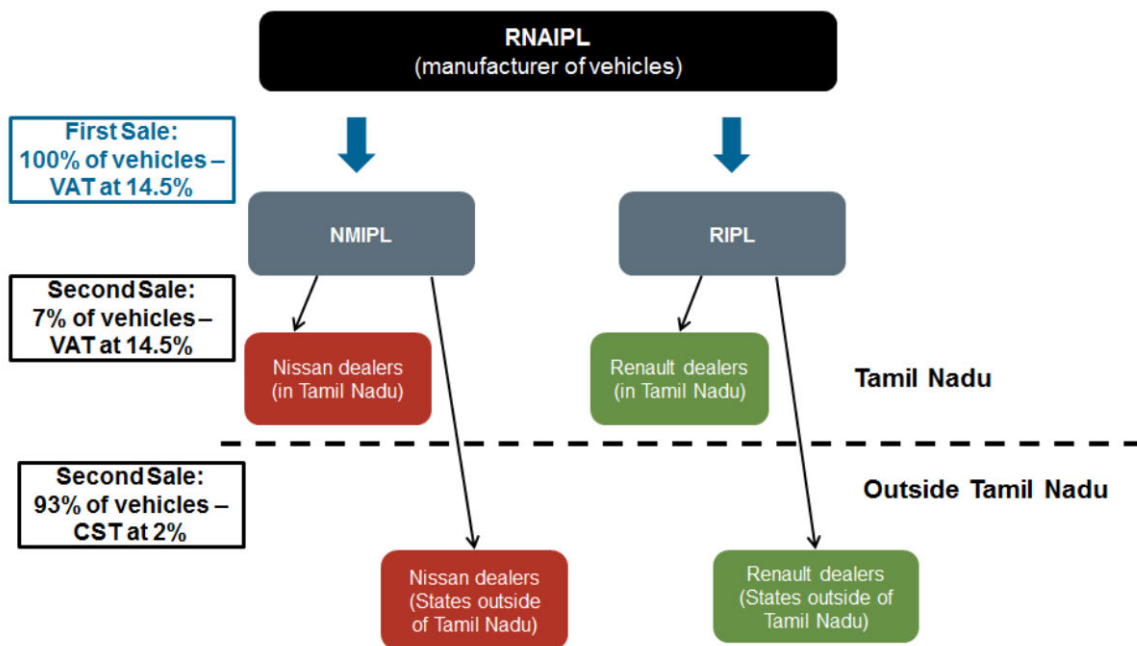 RNAIPL
(manufacturer of vehicles)
First Sale:
100% of vehicles –
VAT at 14.5%
NMIPL
RIPL
Second Sale:
7% of vehicles –
VAT at 14.5%
Nissan dealers
(in Tamil Nadu)
Renault dealers
(in Tamil Nadu)
Tamil Nadu
Second Sale:
93% of vehicles –
CST at 2%
Outside Tamil Nadu
Nissan dealers
(States outside
of Tamil Nadu)
Renault dealers
(States outside of
Tamil Nadu)